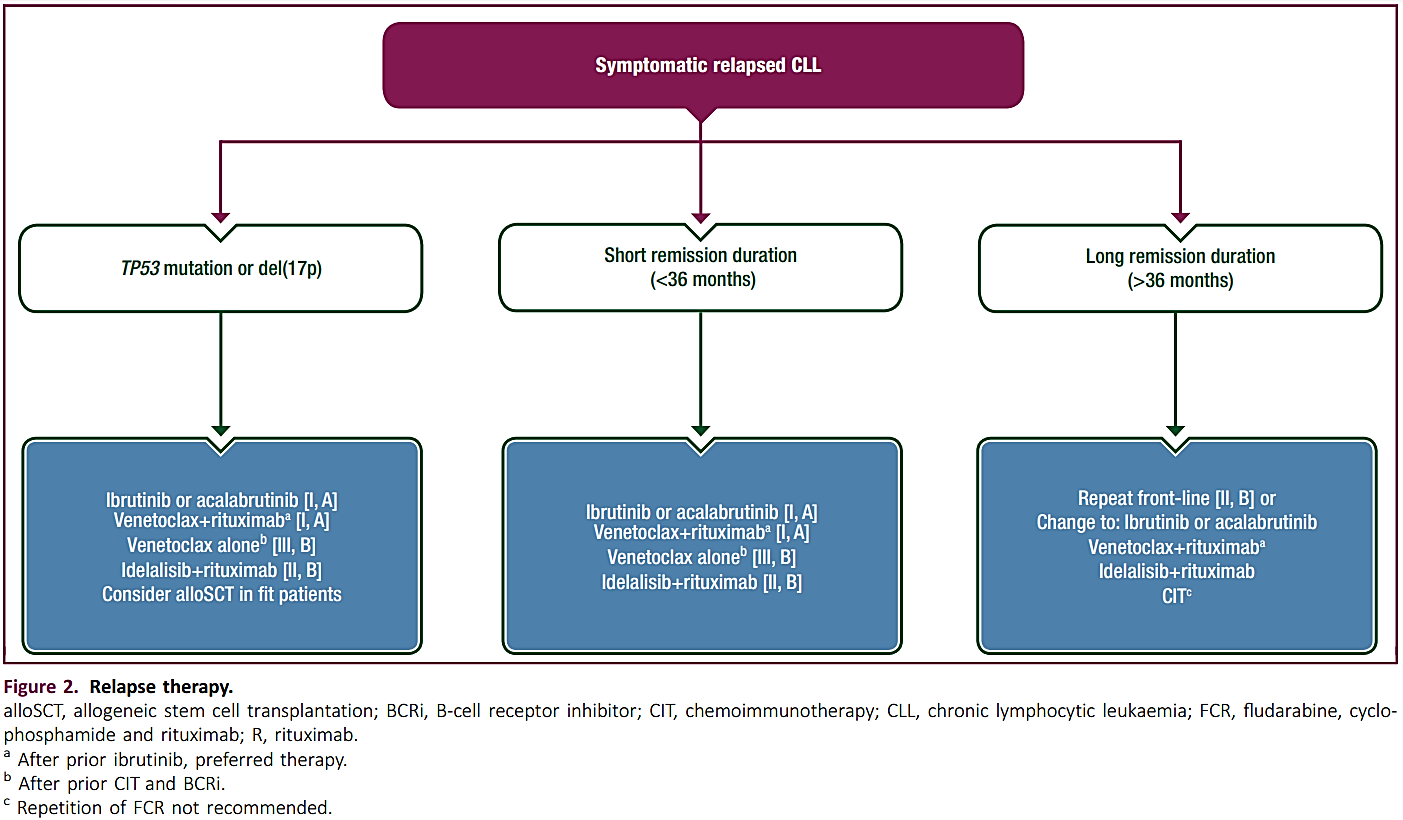 Symptomatic relapsed CLL
TP53 mutation or del(17p)
Short remission duration
(<36 months)
Long remission duration
(>36 months)
Ibrutinib or acalabrutinib [I, A]
Venetoclax+rituximabᵃ [I, A]
Venetoclax aloneᵇ [III, B]
Idelalisib+rituximab [II, B]
Consider alloSCT in fit patients
Ibrutinib or acalabrutinib [I, A]
Venetoclax+rituximabᵃ [I, A]
Venetoclax aloneᵇ [III, B]
Idelalisib+rituximab [II, B]
Repeat front-line [II, B] or
Change to: Ibrutinib or acalabrutinib
Venetoclax+rituximabᵃ
Idelalisib+rituximab
CITᶜ
Figure 2. Relapse therapy.
alloSCT, allogeneic stem cell transplantation; BCRi, B-cell receptor inhibitor; CIT, chemoimmunotherapy; CLL, chronic lymphocytic leukaemia; FCR, fludarabine, cyclo-
phosphamide and rituximab; R, rituximab.
ᵃ After prior ibrutinib, preferred therapy.
ᵇ After prior CIT and BCRi.
ᶜ Repetition of FCR not recommended.